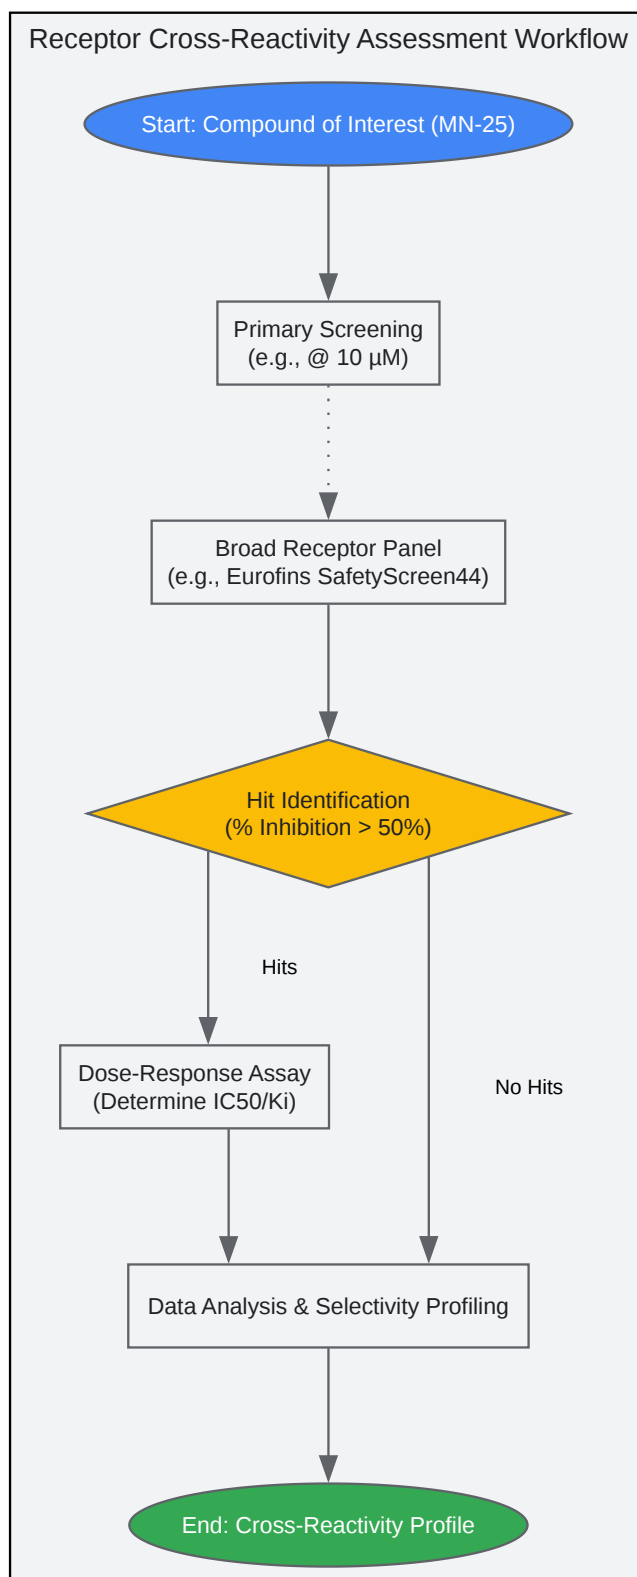 Receptor Cross-Reactivity Assessment Workflow
Start: Compound of Interest (MN-25)
Primary Screening
(e.g., @ 10 µM)
Broad Receptor Panel
(e.g., Eurofins SafetyScreen44)
Hit Identification
(% Inhibition > 50%)
Hits
Dose-Response Assay
(Determine IC50/Ki)
No Hits
Data Analysis & Selectivity Profiling
End: Cross-Reactivity Profile